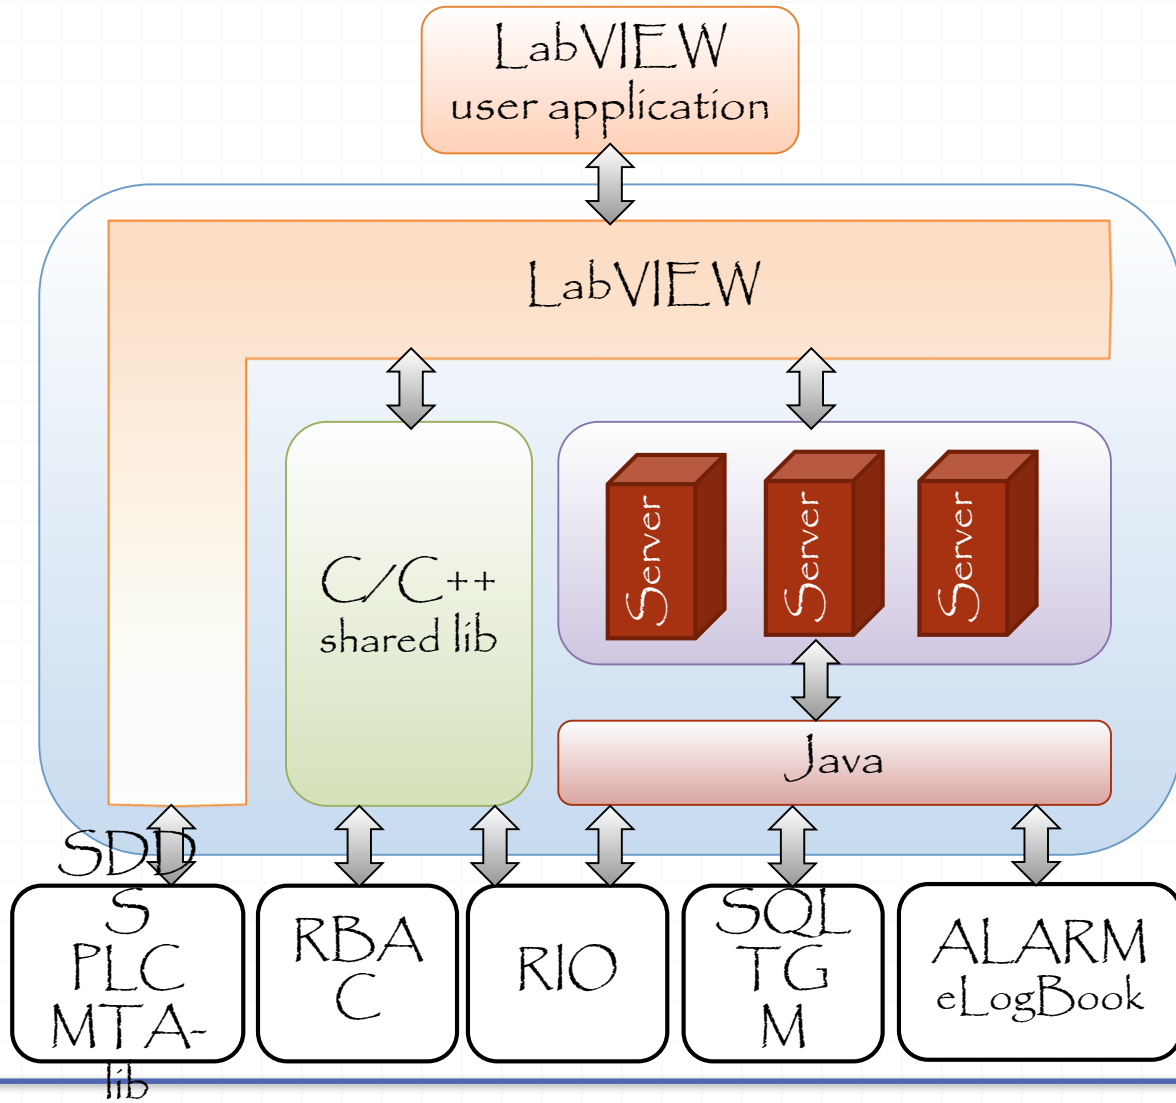 LabVIEW
user application
LabVIEW
C/C++
shared lib
Server
Server
Server
Java
SDD
S
PLC
MTA-
lib
RBA
C
RIO
SQL
TG
M
ALARM
eLogBook